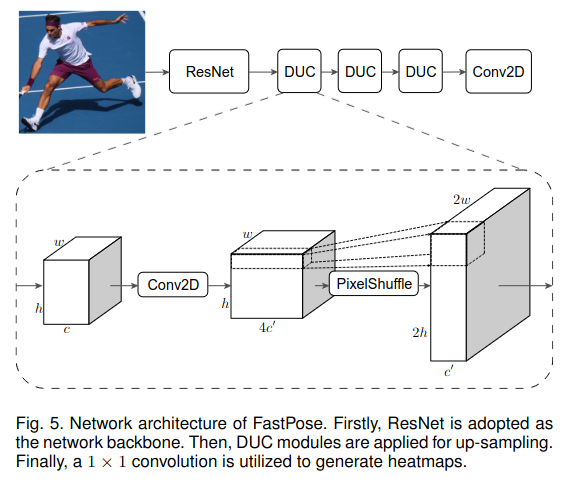 ResNet
DUC
DUC
DUC
Conv2D
w
h
c
Conv2D
w
h
4c′
PixelShuffle
2w
2h
c′
Fig. 5. Network architecture of FastPose. Firstly, ResNet is adopted as
the network backbone. Then, DUC modules are applied for up-sampling.
Finally, a 1 × 1 convolution is utilized to generate heatmaps.